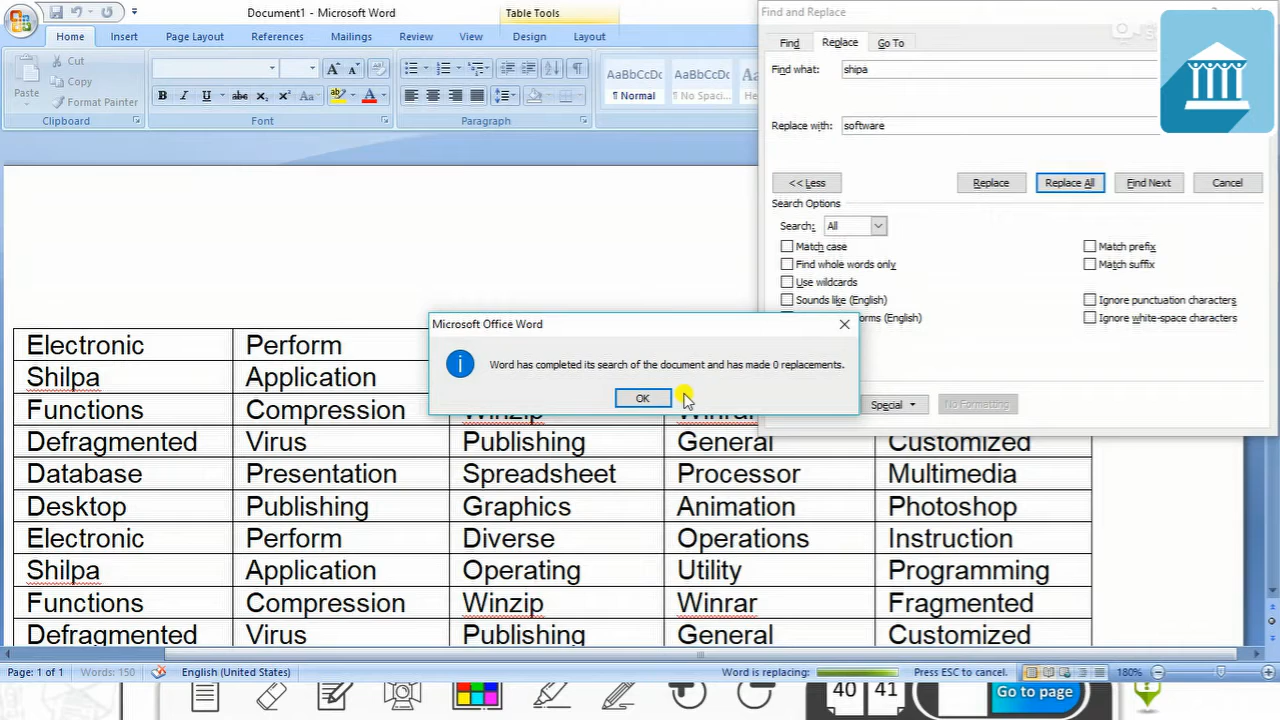 Document1 - Microsoft Word
Table Tools
Find and Replace
Home Insert Page Layout References Mailings Review View Design Layout
Cut
Copy
Format Painter
Paste
Clipboard
Font
Paragraph
AaBbCcDc AaBbCcDc
¶ Normal ¶ No Spaci...
Find Replace Go To
Find what: shipa
Replace with: software
<< Less Replace Replace All Find Next Cancel
Search Options
Search: All
Match case Match prefix
Find whole words only Match suffix
Use wildcards
Sounds like (English) Ignore punctuation characters
orms (English) Ignore white-space characters
Special No Formatting
Microsoft Office Word
Word has completed its search of the document and has made 0 replacements.
OK
Electronic Perform
Shilpa Application
Functions Compression Winzip Winrar
Defragmented Virus Publishing General Customized
Database Presentation Spreadsheet Processor Multimedia
Desktop Publishing Graphics Animation Photoshop
Electronic Perform Diverse Operations Instruction
Shilpa Application Operating Utility Programming
Functions Compression Winzip Winrar Fragmented
Defragmented Virus Publishing General Customized
Page: 1 of 1 Words: 150 English (United States) Word is replacing: Press ESC to cancel. 180%
40 41 Go to page